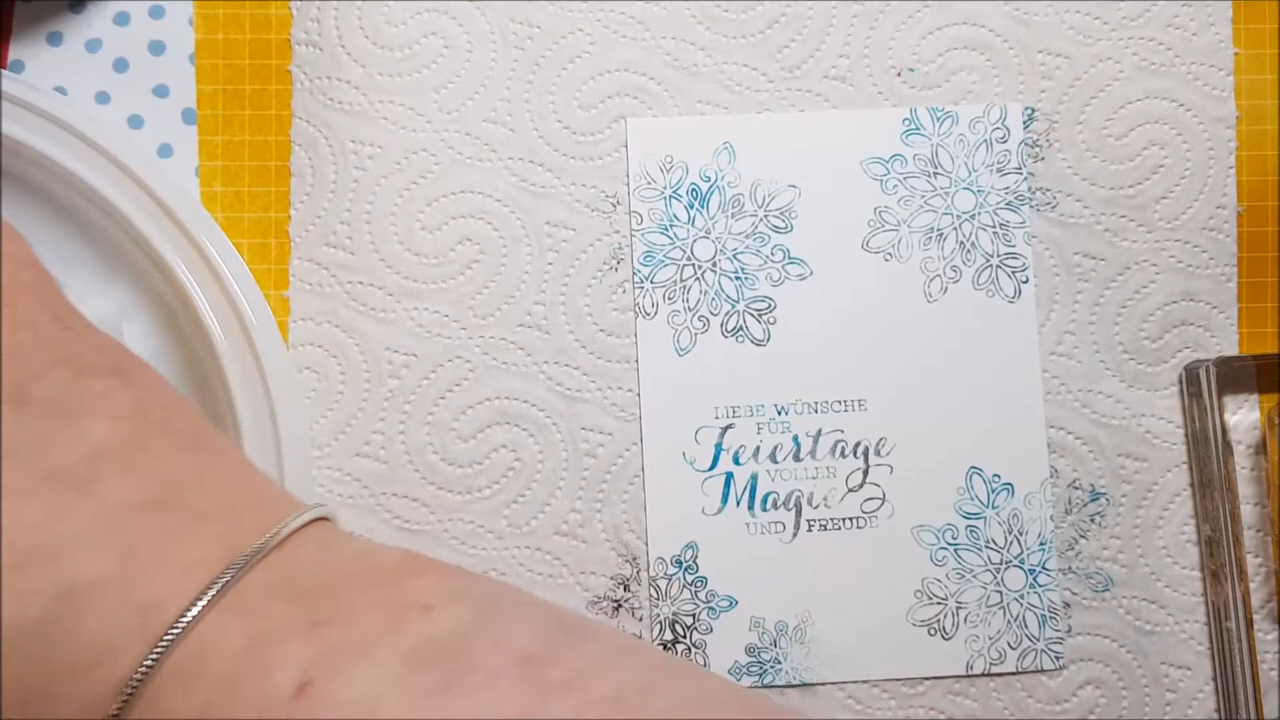 LIEBE WÜNSCHE
FÜR
Feiertage
VOLLER
Magie
UND FREUDE